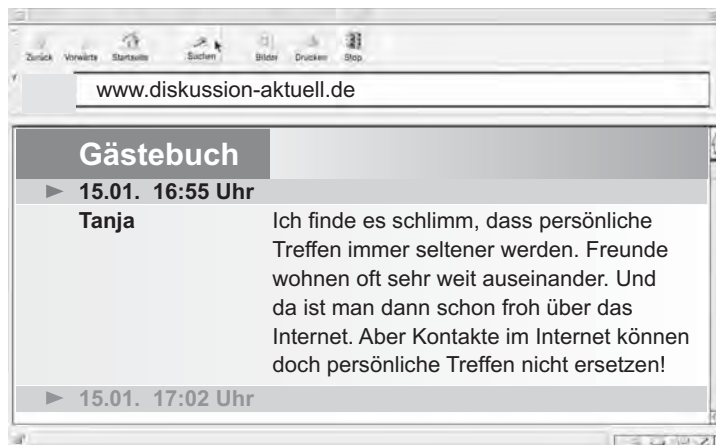 Zurück Vorwärts Startseite Suchen Bilder Drucken Stop
www.diskussion-aktuell.de
Gästebuch
15.01. 16:55 Uhr
Tanja
Ich finde es schlimm, dass persönliche
Treffen immer seltener werden. Freunde
wohnen oft sehr weit auseinander. Und
da ist man dann schon froh über das
Internet. Aber Kontakte im Internet können
doch persönliche Treffen nicht ersetzen!
15.01. 17:02 Uhr